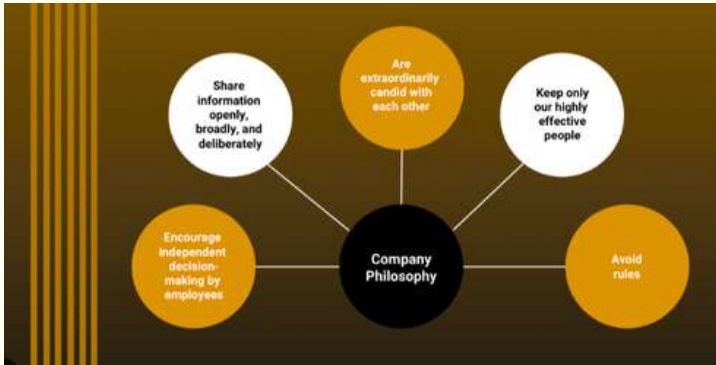 Are
extraordinarily
candid with
each other
Share
information
openly,
broadly, and
deliberately
Keep only
our highly
effective
people
Encourage
independent
decision-
making by
employees
Company
Philosophy
Avoid
rules